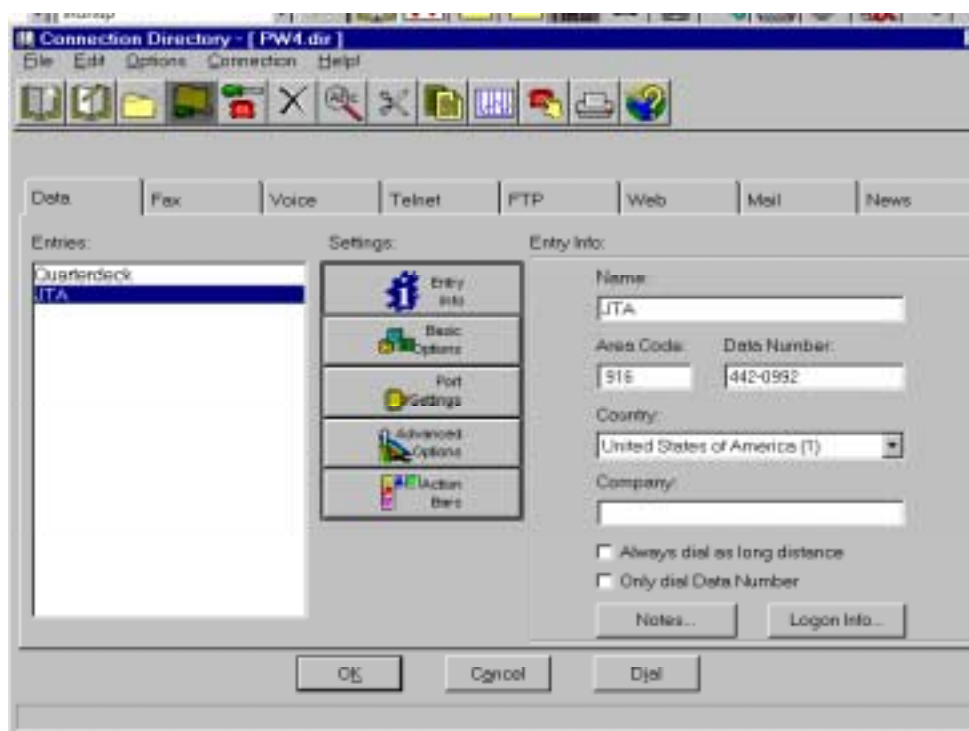 Connection Directory - [ PW4.dir ]
File Edit Options Connection Help!
Data Fax Voice Telnet FTP Web Mail News
Entries: Settings: Entry Info:
Quarterdeck
JTA
Entry Info
Basic Options
Port Settings
Advanced Options
Action Bars
Name:
JTA
Area Code: Data Number:
916 442-0992
Country:
United States of America (1)
Company:
Always dial as long distance
Only dial Data Number
Notes... Logon Info...
OK Cancel Dial